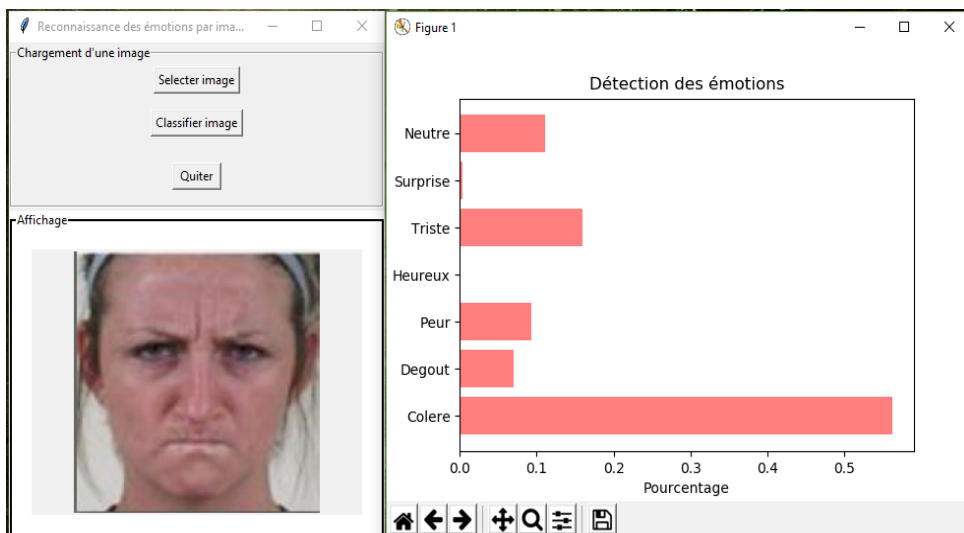 Reconnaissance des émotions par ima...
Chargement d'une image
Selecter image
Classifier image
Quiter
Affichage
Figure 1
Détection des émotions
Neutre
Surprise
Triste
Heureux
Peur
Degout
Colere
0.0 0.1 0.2 0.3 0.4 0.5
Pourcentage